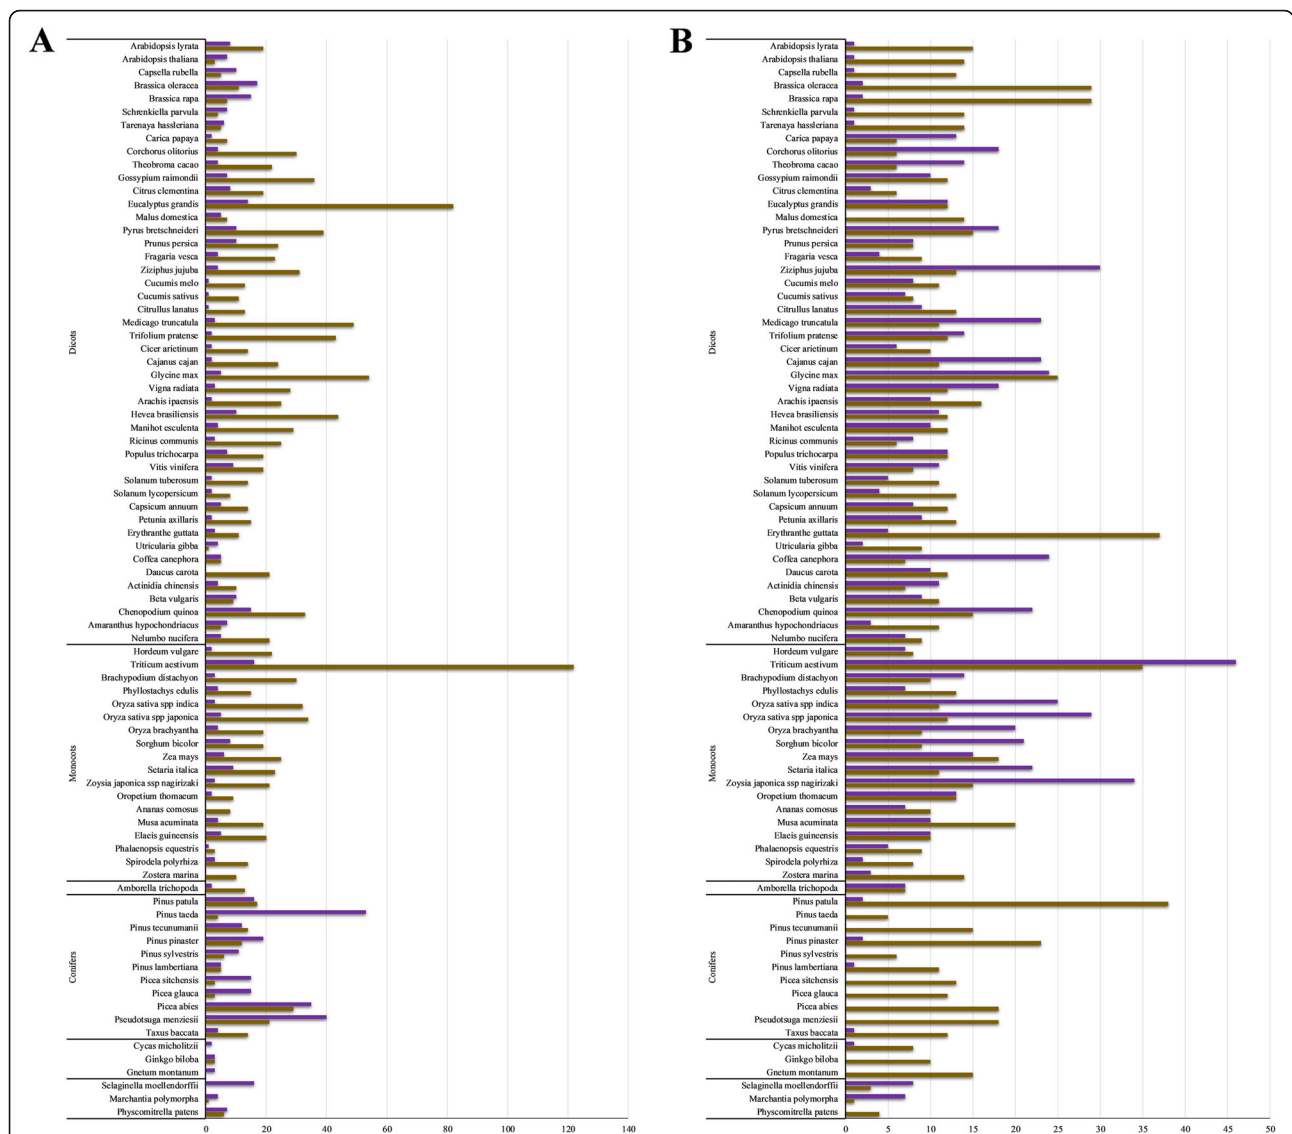 A
Dicots
Arabidopsis lyrata
Arabidopsis thaliana
Capsella rubella
Brassica oleracea
Brassica rapa
Schrenkiella parvula
Tarenaya hassleriana
Carica papaya
Corchorus olitorius
Theobroma cacao
Gossypium raimondii
Citrus clementina
Eucalyptus grandis
Malus domestica
Pyrus bretschneideri
Prunus persica
Fragaria vesca
Ziziphus jujuba
Cucumis melo
Cucumis sativus
Citrullus lanatus
Medicago truncatula
Trifolium pratense
Cicer arietinum
Cajanus cajan
Glycine max
Vigna radiata
Arachis ipaensis
Hevea brasiliensis
Manihot esculenta
Ricinus communis
Populus trichocarpa
Vitis vinifera
Solanum tuberosum
Solanum lycopersicum
Capsicum annuum
Petunia axillaris
Erythranthe guttata
Utricularia gibba
Coffea canephora
Daucus carota
Actinidia chinensis
Beta vulgaris
Chenopodium quinoa
Amaranthus hypochondriacus
Nelumbo nucifera
Monocots
Hordeum vulgare
Triticum aestivum
Brachypodium distachyon
Phyllostachys edulis
Oryza sativa spp indica
Oryza sativa spp japonica
Oryza brachyantha
Sorghum bicolor
Zea mays
Setaria italica
Zoysia japonica ssp nagirizaki
Oropetium thomaeum
Ananas comosus
Musa acuminata
Elaeis guineensis
Phalaenopsis equestris
Spirodela polyrhiza
Zostera marina
Amborella trichopoda
Conifers
Pinus patula
Pinus taeda
Pinus tecunumanii
Pinus pinaster
Pinus sylvestris
Pinus lambertiana
Picea sitchensis
Picea glauca
Picea abies
Pseudotsuga menziesii
Taxus baccata
Cycas micholitzii
Ginkgo biloba
Gnetum montanum
Selaginella moellendorffii
Marchantia polymorpha
Physcomitrella patens
0 20 40 60 80 100 120 140
B
Dicots
Arabidopsis lyrata
Arabidopsis thaliana
Capsella rubella
Brassica oleracea
Brassica rapa
Schrenkiella parvula
Tarenaya hassleriana
Carica papaya
Corchorus olitorius
Theobroma cacao
Gossypium raimondii
Citrus clementina
Eucalyptus grandis
Malus domestica
Pyrus bretschneideri
Prunus persica
Fragaria vesca
Ziziphus jujuba
Cucumis melo
Cucumis sativus
Citrullus lanatus
Medicago truncatula
Trifolium pratense
Cicer arietinum
Cajanus cajan
Glycine max
Vigna radiata
Arachis ipaensis
Hevea brasiliensis
Manihot esculenta
Ricinus communis
Populus trichocarpa
Vitis vinifera
Solanum tuberosum
Solanum lycopersicum
Capsicum annuum
Petunia axillaris
Erythranthe guttata
Utricularia gibba
Coffea canephora
Daucus carota
Actinidia chinensis
Beta vulgaris
Chenopodium quinoa
Amaranthus hypochondriacus
Nelumbo nucifera
Monocots
Hordeum vulgare
Triticum aestivum
Brachypodium distachyon
Phyllostachys edulis
Oryza sativa spp indica
Oryza sativa spp japonica
Oryza brachyantha
Sorghum bicolor
Zea mays
Setaria italica
Zoysia japonica ssp nagirizaki
Oropetium thomaeum
Ananas comosus
Musa acuminata
Elaeis guineensis
Phalaenopsis equestris
Spirodela polyrhiza
Zostera marina
Amborella trichopoda
Conifers
Pinus patula
Pinus taeda
Pinus tecunumanii
Pinus pinaster
Pinus sylvestris
Pinus lambertiana
Picea sitchensis
Picea glauca
Picea abies
Pseudotsuga menziesii
Taxus baccata
Cycas micholitzii
Ginkgo biloba
Gnetum montanum
Selaginella moellendorffii
Marchantia polymorpha
Physcomitrella patens
0 5 10 15 20 25 30 35 40 45 50